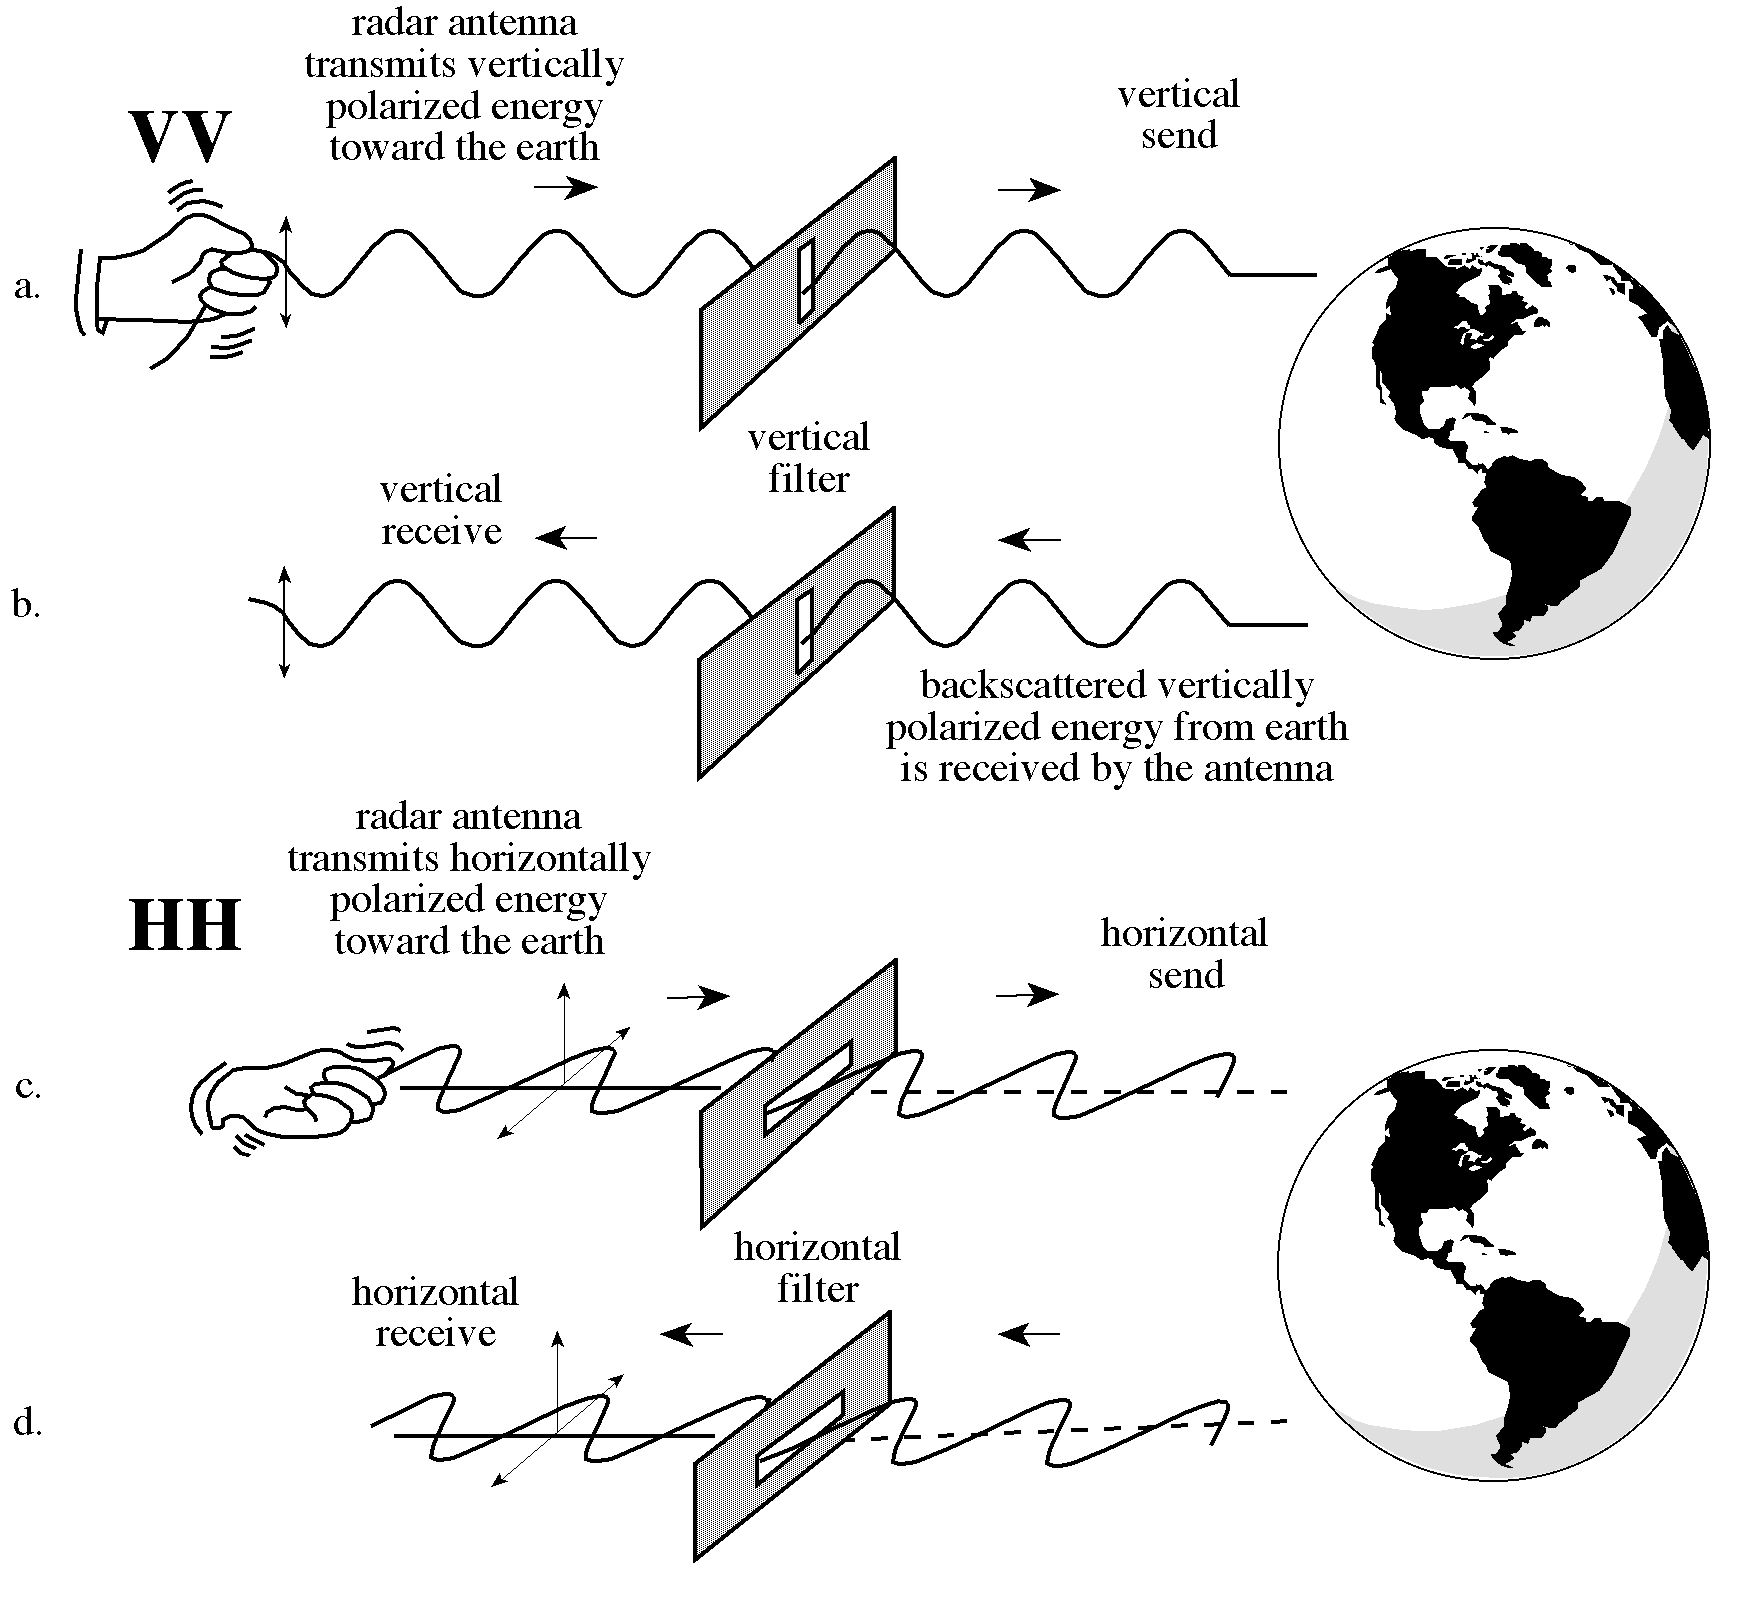 radar antenna
transmits vertically
polarized energy
toward the earth
VV
vertical
send
a.
vertical
filter
vertical
receive
b.
backscattered vertically
polarized energy from earth
is received by the antenna
radar antenna
transmits horizontally
polarized energy
toward the earth
HH
horizontal
send
c.
horizontal
filter
horizontal
receive
d.